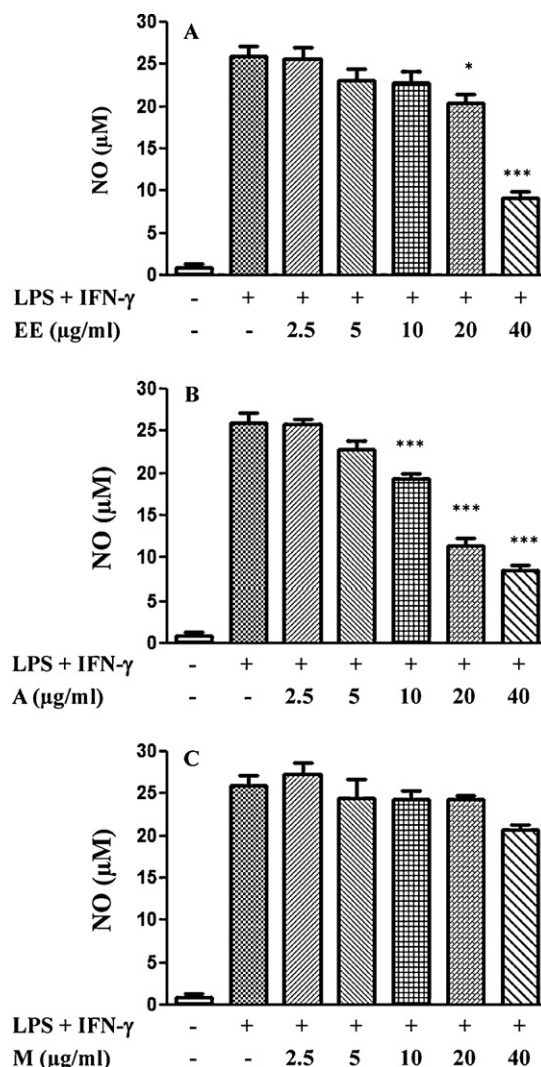 A
30
25
20
15
10
5
0
NO (µM)
*
***
LPS + IFN-γ - + + + + + +
EE (µg/ml) - - 2.5 5 10 20 40
B
30
25
20
15
10
5
0
NO (µM)
***
***
***
LPS + IFN-γ - + + + + + +
A (µg/ml) - - 2.5 5 10 20 40
C
30
25
20
15
10
5
0
NO (µM)
LPS + IFN-γ - + + + + + +
M (µg/ml) - - 2.5 5 10 20 40